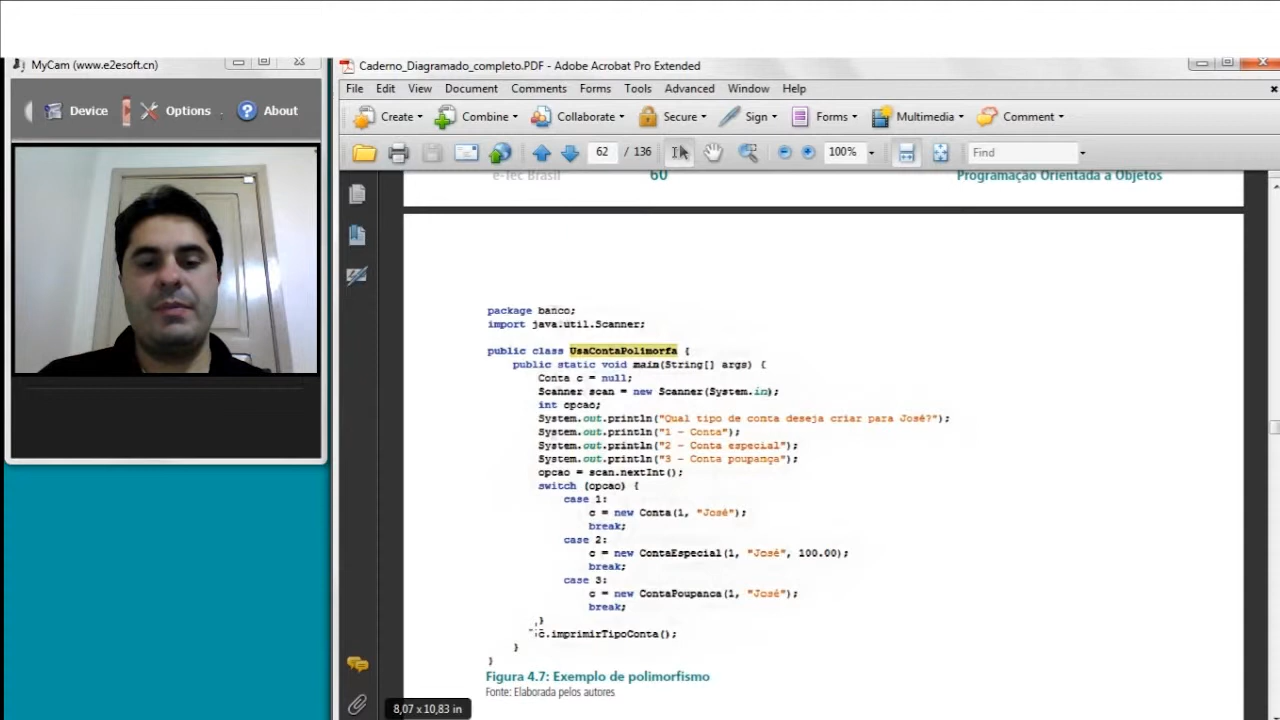 MyCam (www.e2esoft.cn)
Device
Options
About
Caderno_Diagramado_completo.PDF - Adobe Acrobat Pro Extended
File Edit View Document Comments Forms Tools Advanced Window Help
Create Combine Collaborate Secure Sign Forms Multimedia Comment
62 / 136 100% Find
e-Tec Brasil 60 Programação Orientada a Objetos
package banco;
import java.util.Scanner;
public class UsaContaPolimorfa {
public static void main(String[] args) {
Conta c = null;
Scanner scan = new Scanner(System.in);
int opcao;
System.out.println("Qual tipo de conta deseja criar para José?");
System.out.println("1 - Conta");
System.out.println("2 - Conta especial");
System.out.println("3 - Conta poupança");
opcao = scan.nextInt();
switch (opcao) {
case 1:
c = new Conta(1, "José");
break;
case 2:
c = new ContaEspecial(1, "José", 100.00);
break;
case 3:
c = new ContaPoupanca(1, "José");
break;
}
c.imprimirTipoConta();
}
}
Figura 4.7: Exemplo de polimorfismo
Fonte: Elaborada pelos autores
8,07 x 10,83 in